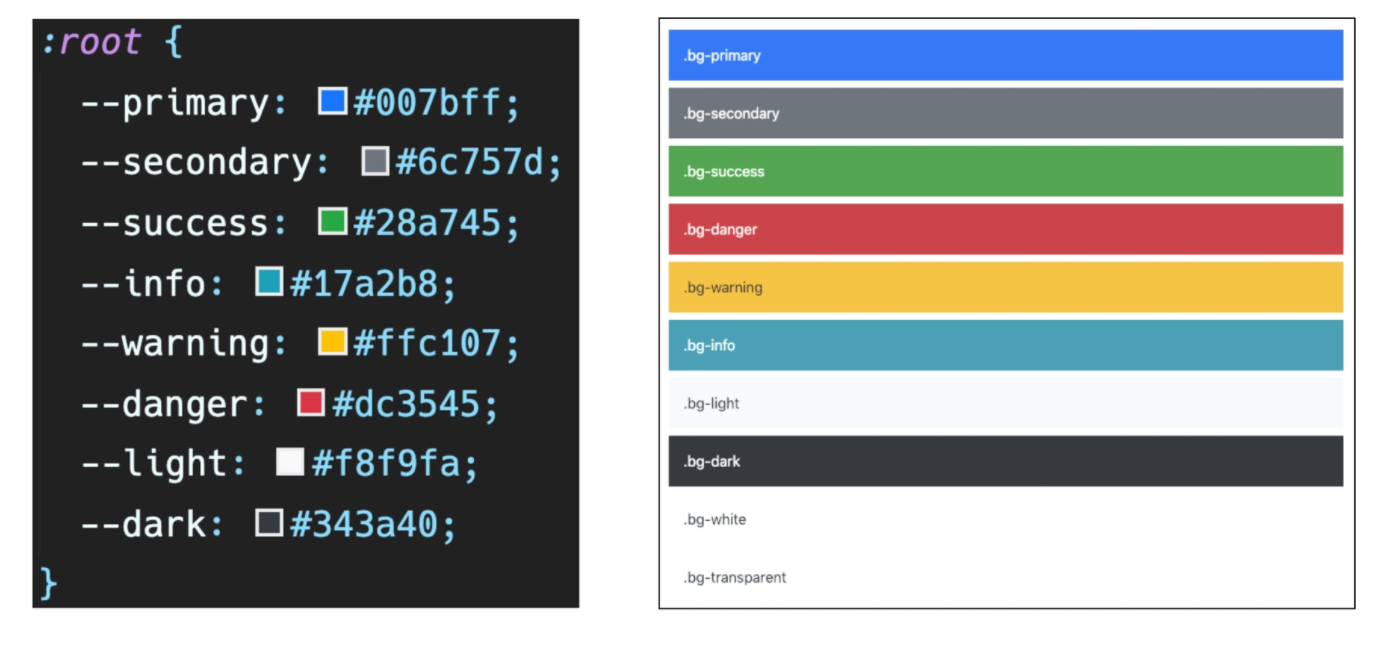 :root {
--primary: #007bff;
--secondary: #6c757d;
--success: #28a745;
--info: #17a2b8;
--warning: #ffc107;
--danger: #dc3545;
--light: #f8f9fa;
--dark: #343a40;
}
.bg-primary
.bg-secondary
.bg-success
.bg-danger
.bg-warning
.bg-info
.bg-light
.bg-dark
.bg-white
.bg-transparent